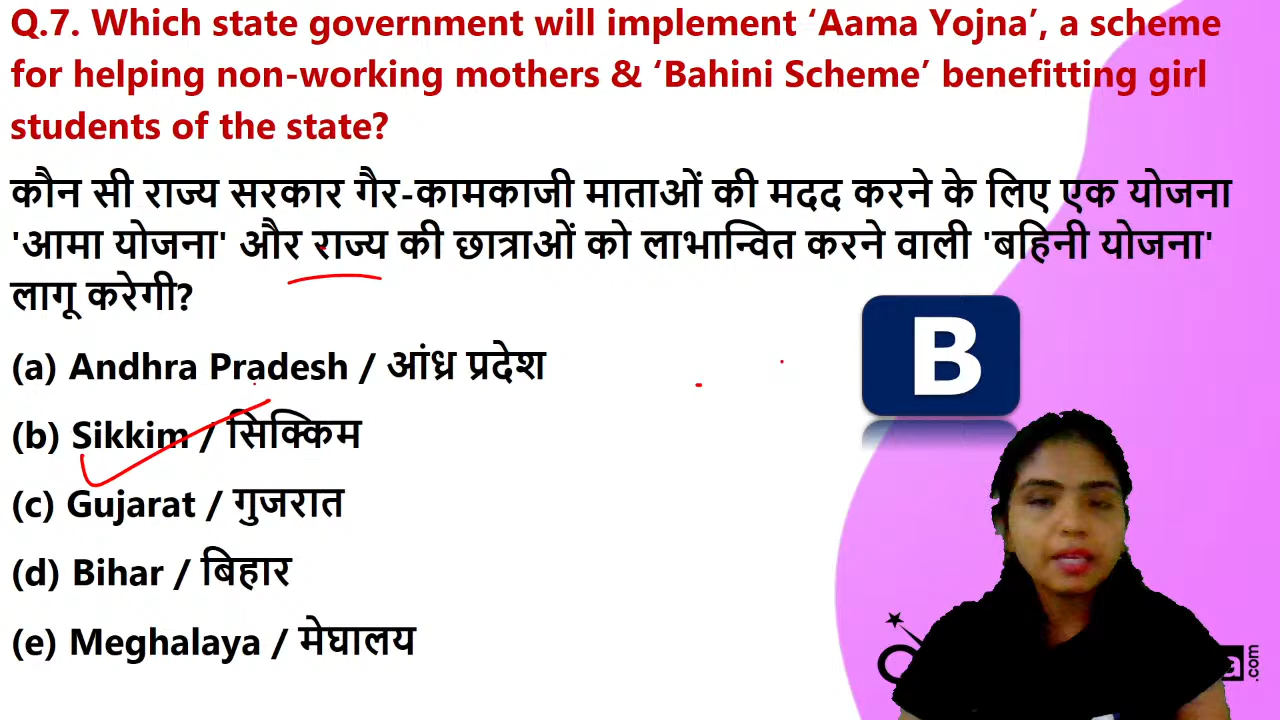 Q.7. Which state government will implement ‘Aama Yojna’, a scheme
for helping non-working mothers & ‘Bahini Scheme’ benefitting girl
students of the state?
कौन सी राज्य सरकार गैर-कामकाजी माताओं की मदद करने के लिए एक योजना
'आमा योजना' और राज्य की छात्राओं को लाभान्वित करने वाली 'बहिनी योजना'
लागू करेगी?
B
(a) Andhra Pradesh / आंध्र प्रदेश
(b) Sikkim / सिक्किम
(c) Gujarat / गुजरात
(d) Bihar / बिहार
(e) Meghalaya / मेघालय
.com